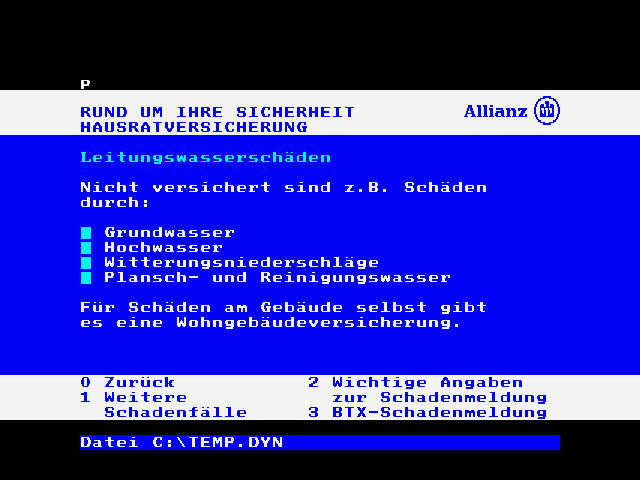 P
RUND UM IHRE SICHERHEIT
HAUSRATVERSICHERUNG
Allianz
Leitungswasserschäden
Nicht versichert sind z.B. Schäden
durch:
Grundwasser
Hochwasser
Witterungsniederschläge
Plansch- und Reinigungswasser
Für Schäden am Gebäude selbst gibt
es eine Wohngebäudeversicherung.
0 Zurück
1 Weitere
Schadenfälle
2 Wichtige Angaben
zur Schadenmeldung
3 BTX-Schadenmeldung
Datei C:\TEMP.DYN